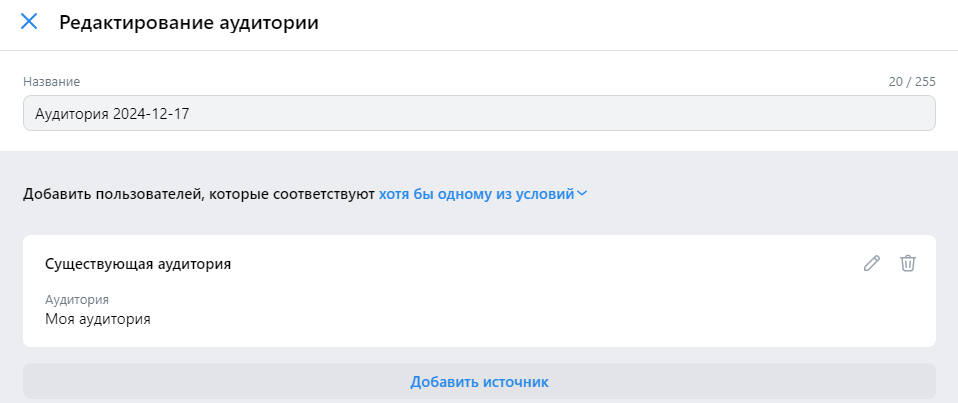 Редактирование аудитории
Название 20 / 255
Аудитория 2024-12-17
Добавить пользователей, которые соответствуют хотя бы одному из условий
Существующая аудитория
Аудитория
Моя аудитория
Добавить источник